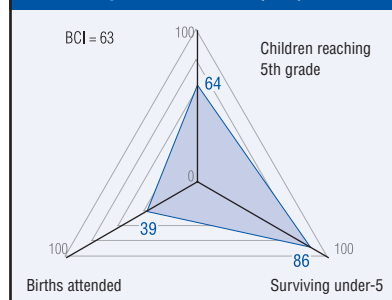 100
BCI = 63
Children reaching
5th grade
64
0
39
100
86
100
Births attended
Surviving under-5